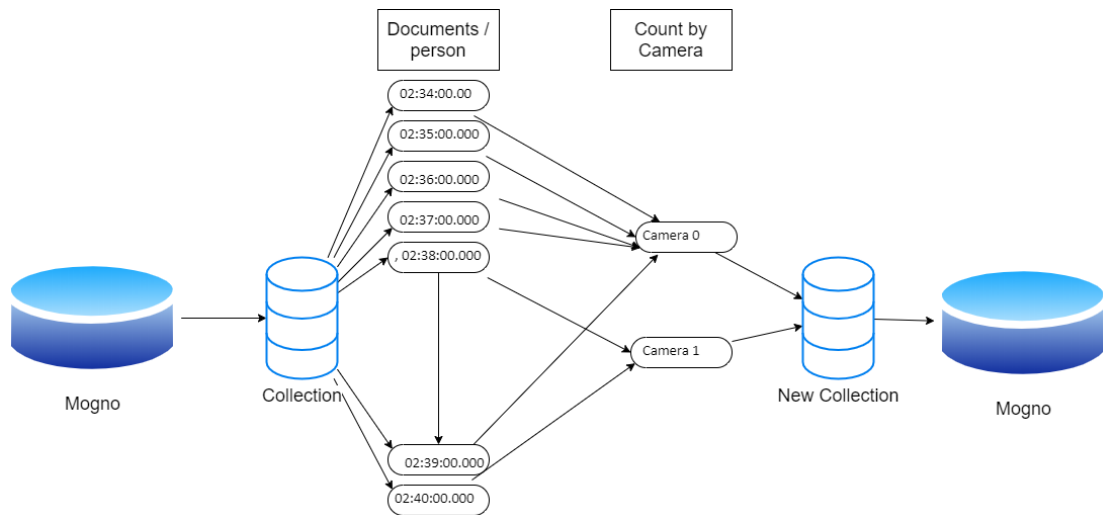 Documents /
person
Count by
Camera
02:34:00.00
02:35:00.000
02:36:00.000
02:37:00.000
, 02:38:00.000
Camera 0
Camera 1
Mogno
Collection
New Collection
Mogno
02:39:00.000
02:40:00.000